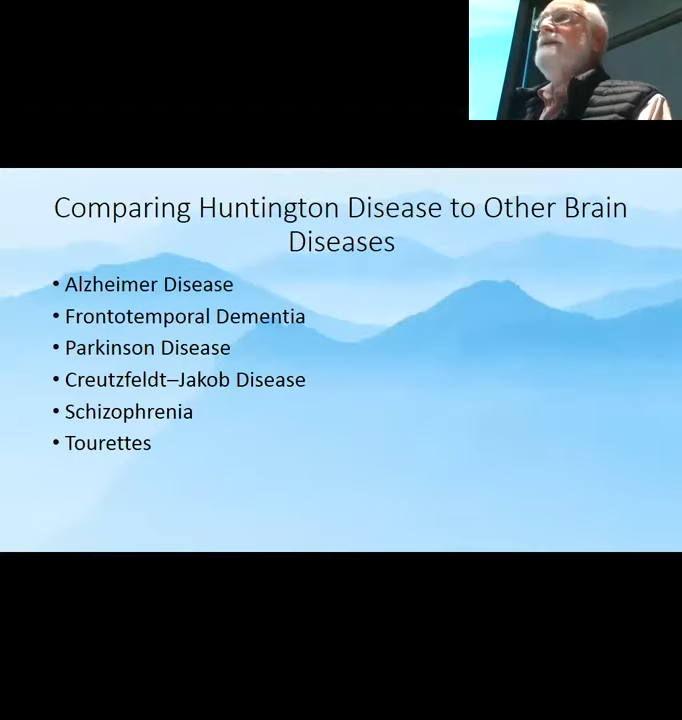 Comparing Huntington Disease to Other Brain
Diseases
• Alzheimer Disease
• Frontotemporal Dementia
• Parkinson Disease
• Creutzfeldt–Jakob Disease
• Schizophrenia
• Tourettes